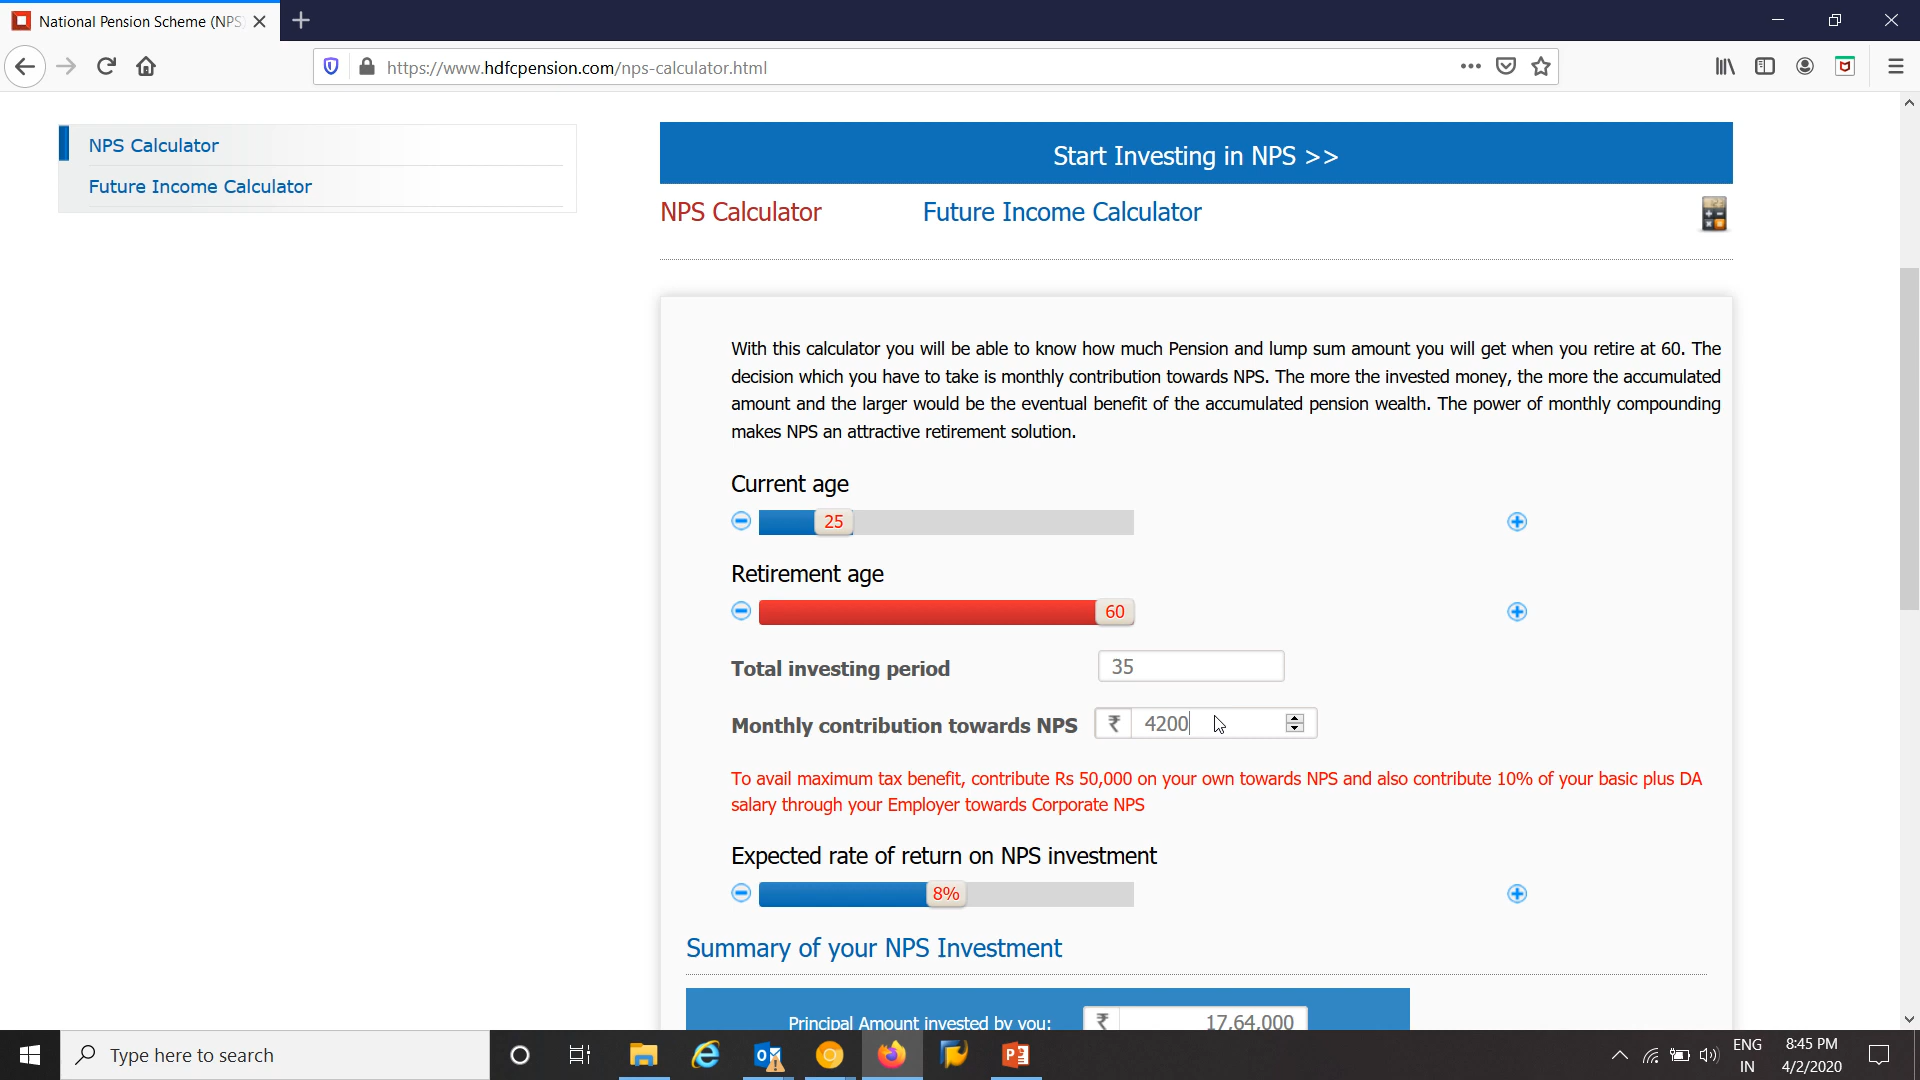 National Pension Scheme (NPS)
https://www.hdfcpension.com/nps-calculator.html
NPS Calculator
Future Income Calculator
Start Investing in NPS >>
NPS Calculator Future Income Calculator
With this calculator you will be able to know how much Pension and lump sum amount you will get when you retire at 60. The
decision which you have to take is monthly contribution towards NPS. The more the invested money, the more the accumulated
amount and the larger would be the eventual benefit of the accumulated pension wealth. The power of monthly compounding
makes NPS an attractive retirement solution.
Current age
25
Retirement age
60
Total investing period 35
Monthly contribution towards NPS ₹ 4200
To avail maximum tax benefit, contribute Rs 50,000 on your own towards NPS and also contribute 10% of your basic plus DA
salary through your Employer towards Corporate NPS
Expected rate of return on NPS investment
8%
Summary of your NPS Investment
Principal Amount invested by you: ₹ 17,64,000
Type here to search
ENG
IN
8:45 PM
4/2/2020